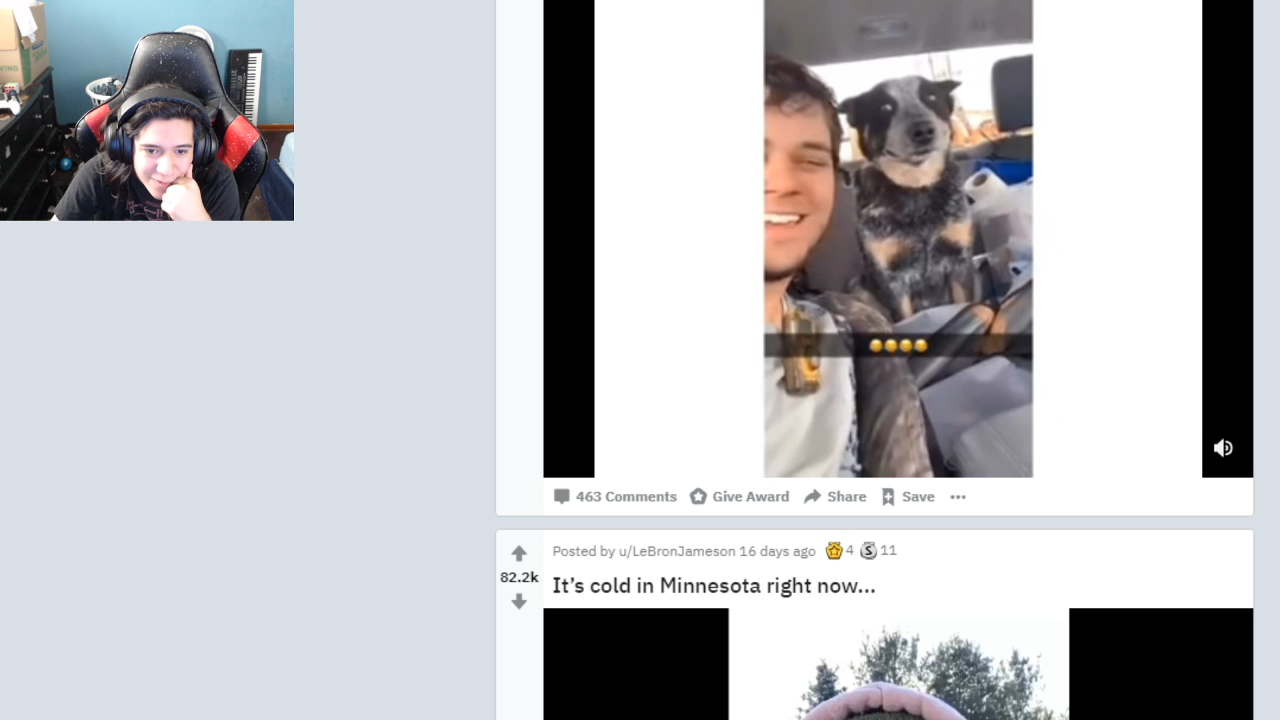 463 Comments Give Award Share Save
Posted by u/LeBronJameson 16 days ago 4 S 11
82.2k
It's cold in Minnesota right now...